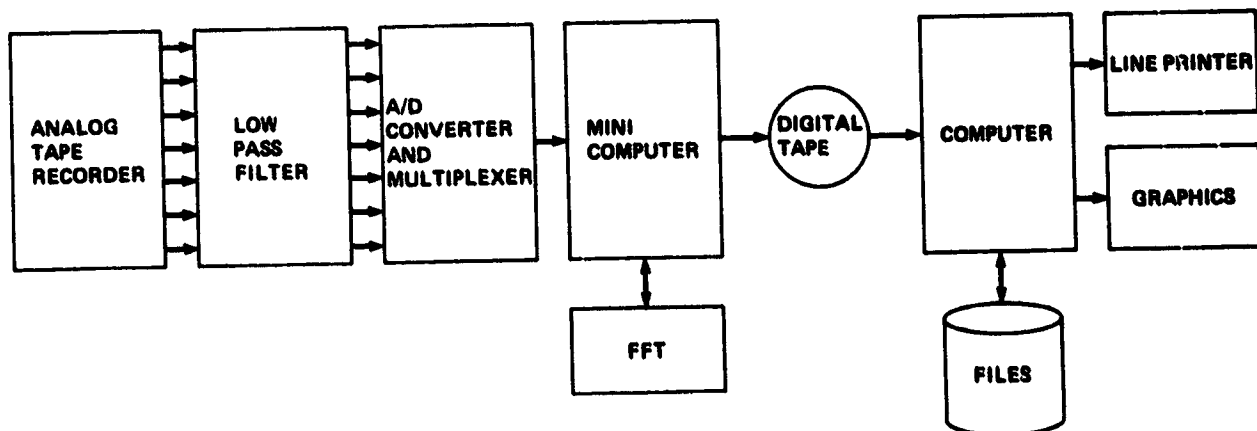 ANALOG
TAPE
RECORDER
LOW
PASS
FILTER
A/D
CONVERTER
AND
MULTIPLEXER
MINI
COMPUTER
FFT
DIGITAL
TAPE
COMPUTER
LINE PRINTER
GRAPHICS
FILES